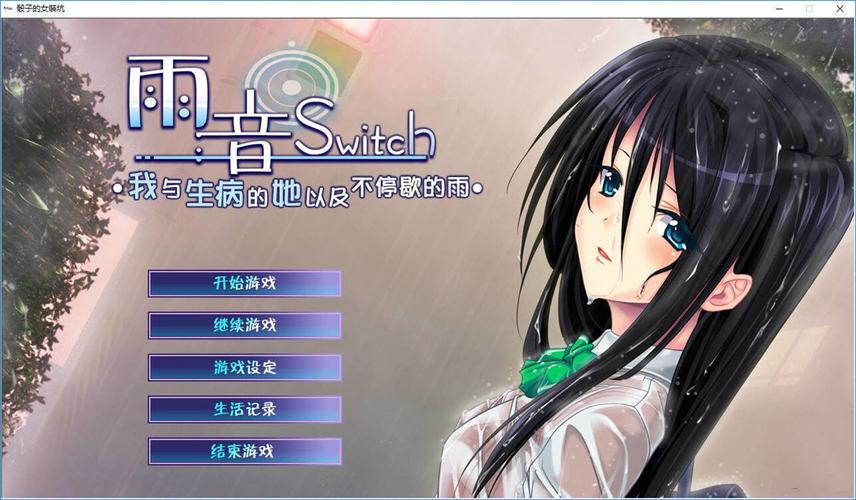 骰子的女装坑
雨音Switch
•我与生病的她以及不停歇的雨•
开始游戏
继续游戏
游戏设定
生活记录
结束游戏